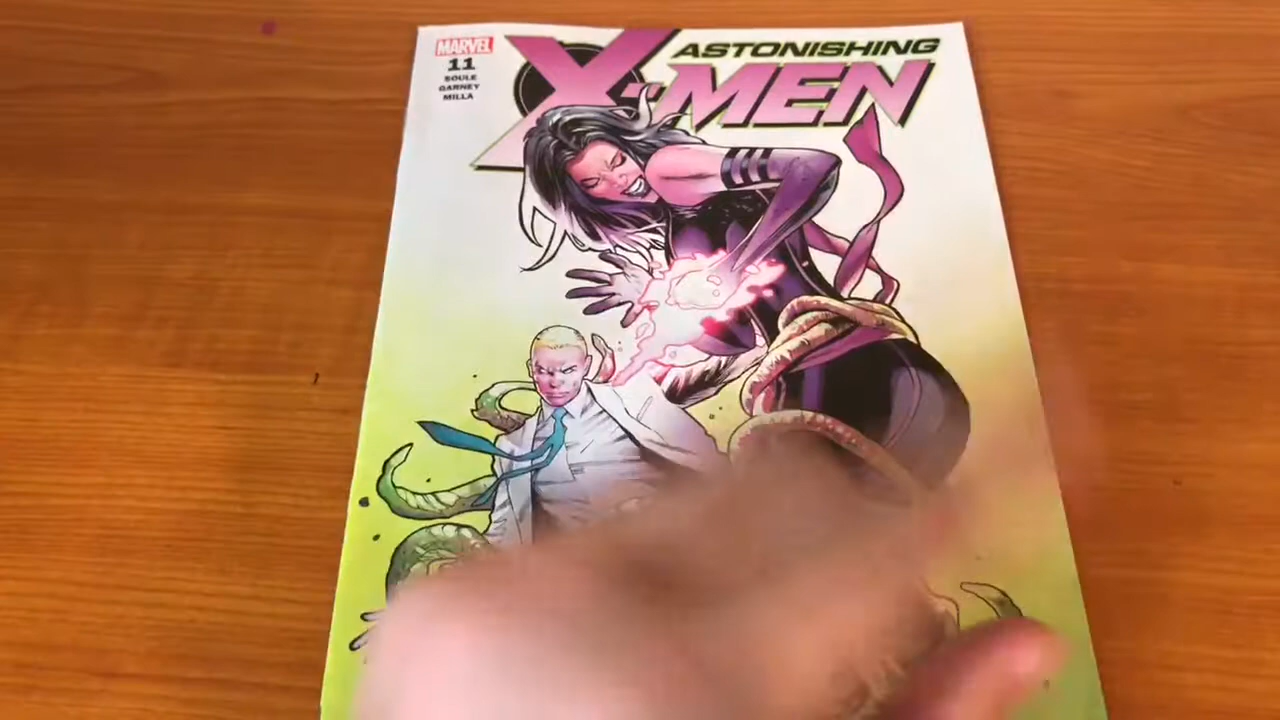 MARVEL
11
SOULE
GARNEY
MILLA
ASTONISHING
X-MEN